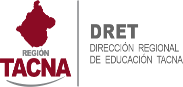 REGIÓN
TACNA
DRET
DIRECCIÓN REGIONAL
DE EDUCACIÓN TACNA